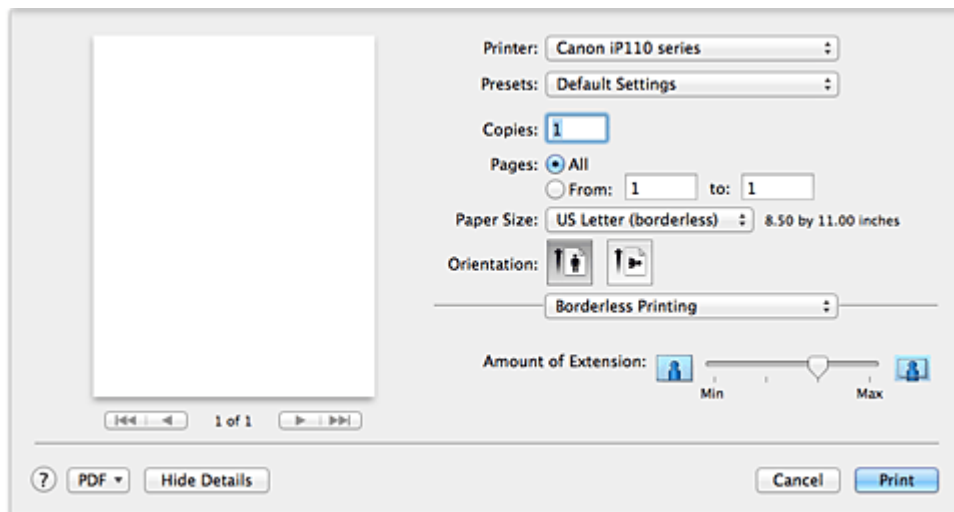 Printer: Canon iP110 series
Presets: Default Settings
Copies: 1
Pages: All
From: 1 to: 1
Paper Size: US Letter (borderless) 8.50 by 11.00 inches
Orientation:
Borderless Printing
Amount of Extension:
Min Max
1 of 1
? PDF Hide Details Cancel Print